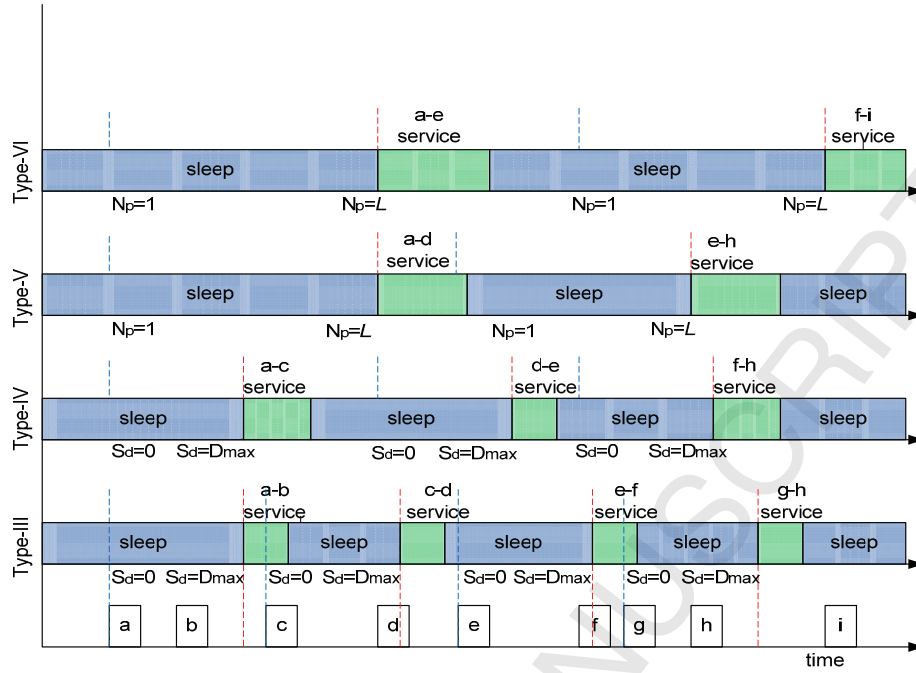 a-e
service
f-i
service
Type-VI
sleep
sleep
Np=1
Np=L
Np=1
Np=L
a-d
service
e-h
service
Type-V
sleep
sleep
sleep
Np=1
Np=L
Np=1
Np=L
a-c
service
d-e
service
f-h
service
Type-IV
sleep
sleep
sleep
sleep
Sd=0
Sd=Dmax
Sd=0
Sd=Dmax
Sd=0
Sd=Dmax
a-b
service
c-d
service
e-f
service
g-h
service
Type-III
sleep
sleep
sleep
sleep
sleep
Sd=0
Sd=Dmax
Sd=0
Sd=Dmax
Sd=0
Sd=Dmax
Sd=0
Sd=Dmax
a
b
c
d
e
f
g
h
i
time
NUSCRIPT